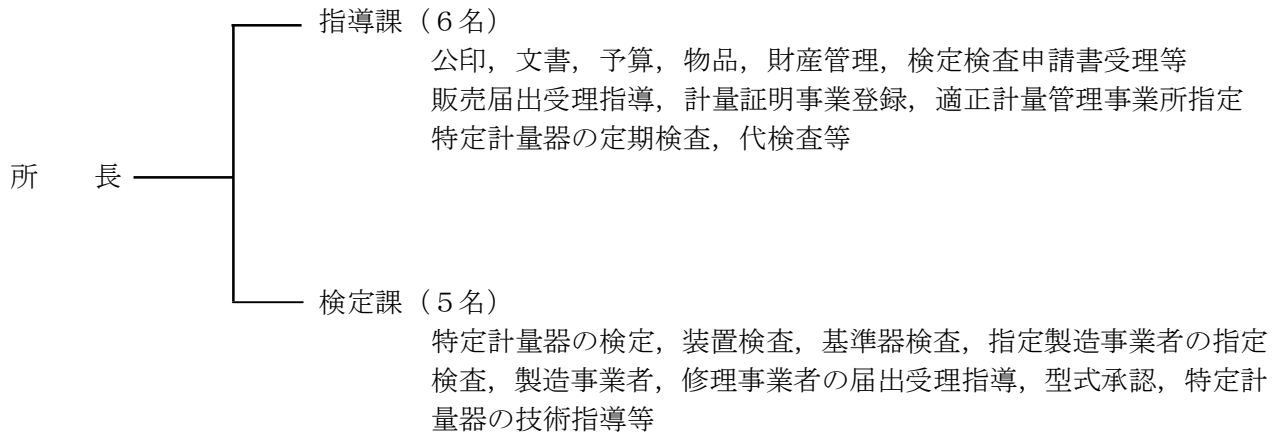 指導課（６名）
公印，文書，予算，物品，財産管理，検定検査申請書受理等
販売届出受理指導，計量証明事業登録，適正計量管理事業所指定
特定計量器の定期検査，代検査等
所　　長
検定課（５名）
特定計量器の検定，装置検査，基準器検査，指定製造事業者の指定
検査，製造事業者，修理事業者の届出受理指導，型式承認，特定計
量器の技術指導等